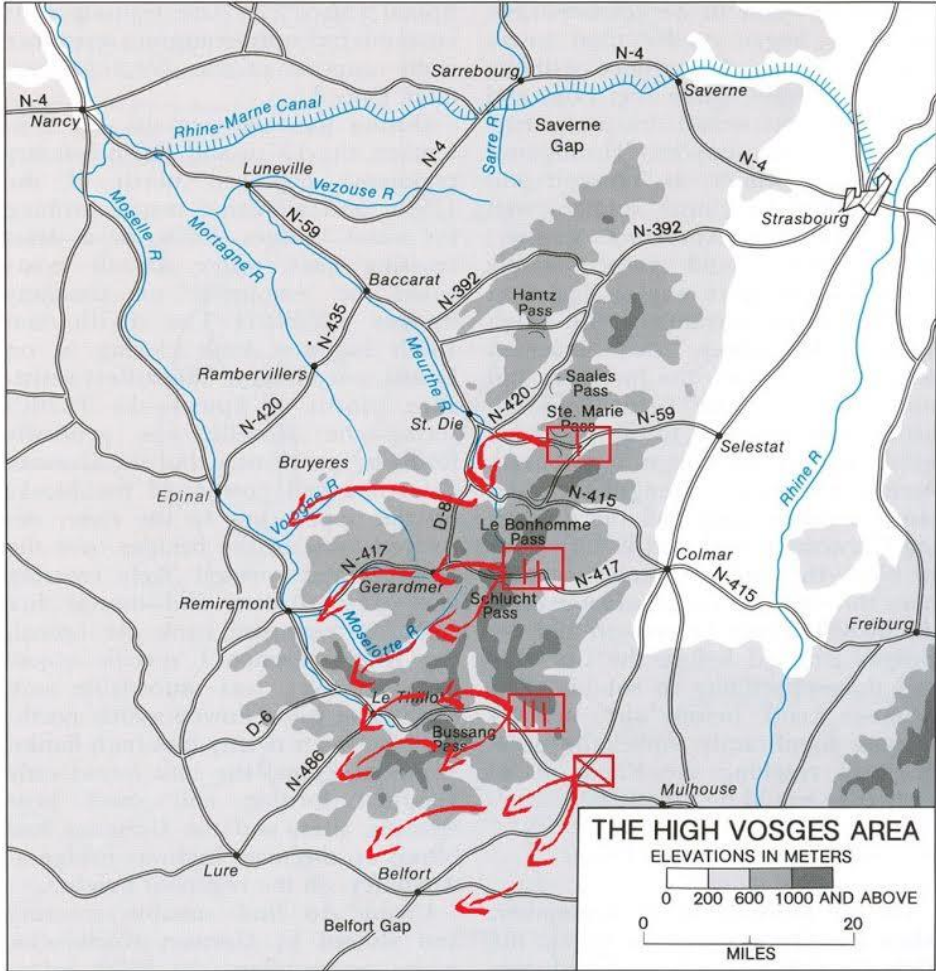 N-4
Sarrebourg
N-4
Saverne
Nancy
Rhine-Marne Canal
Sarre R
Saverne
Gap
N-4
N-4
Luneville
Vezouse R
Strasbourg
Moselle R
Mortagne R
N-59
N-392
Baccarat
N-392
Hantz
Pass
N-435
Meurthe R
Rambervillers
Saales
Pass
N-420
St. Die
N-420
Ste. Marie
Pass
N-59
Selestat
Rhine R
Bruyeres
Epinal
Vologne R
D-8
N-415
Le Bonhomme
Pass
N-417
Gerardmer
Schlucht
Pass
N-417
Colmar
N-415
Remiremont
Moselotte R
Freiburg
Le Thillot
D-6
Bussang
Pass
N-486
Mulhouse
Lure
Belfort
Belfort Gap
THE HIGH VOSGES AREA
ELEVATIONS IN METERS
0 200 600 1000 AND ABOVE
0 20
MILES